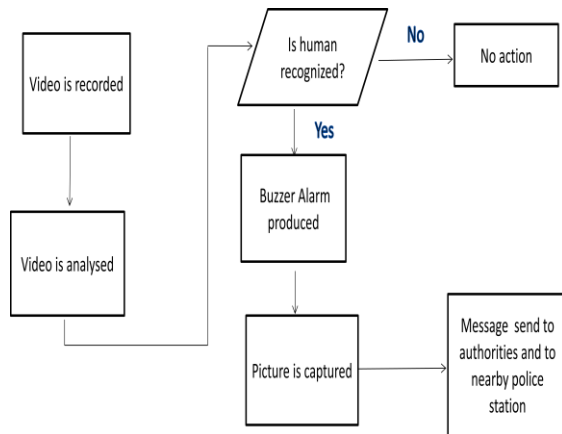 Video is recorded
Video is analysed
Is human
recognized?
No
No action
Yes
Buzzer Alarm
produced
Picture is captured
Message send to
authorities and to
nearby police
station